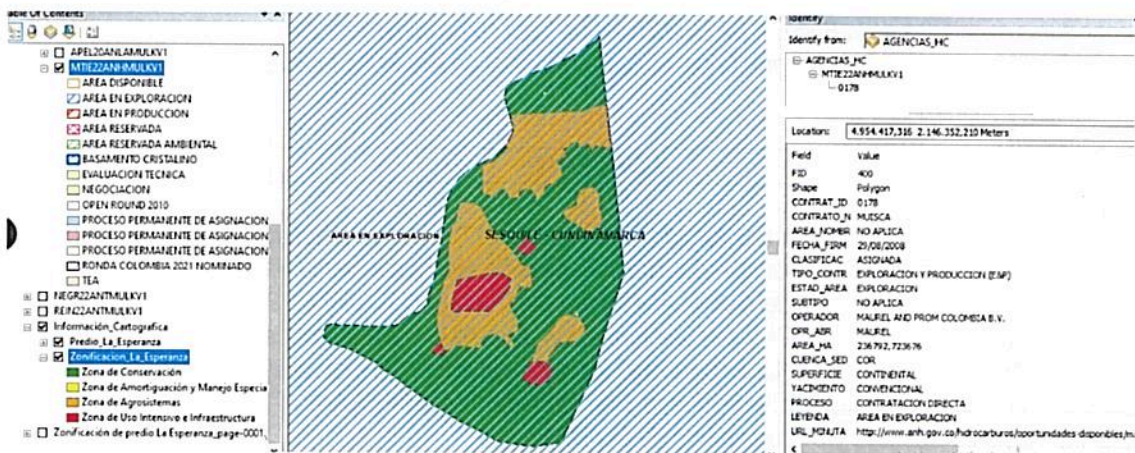 Table Of Contents
APEL20ANLAMULKV1
MTIE22ANHMULKV1
AREA DISPONIBLE
AREA EN EXPLORACION
AREA EN PRODUCCION
AREA RESERVADA
AREA RESERVADA AMBIENTAL
BASAMENTO CRISTALINO
EVALUACION TECNICA
NEGOCIACION
OPEN ROUND 2010
PROCESO PERMANENTE DE ASIGNACION
PROCESO PERMANENTE DE ASIGNACION
PROCESO PERMANENTE DE ASIGNACION
RONDA COLOMBIA 2021 NOMINADO
TEA
NEGR22ANTMULKV1
REIN22ANTMULKV1
Información_Cartografica
Predio_La_Esperanza
Zonificacion_La_Esperanza
Zona de Conservación
Zona de Amortiguación y Manejo Especia
Zona de Agrosistemas
Zona de Uso Intensivo e Infraestructura
Zonificación de predio La Esperanza_page-0001.
AREA EN EXPLORACION
SESQUILE - CUNDINAMARCA
Identify
Identify from: AGENCIAS_HC
AGENCIAS_HC
MTIE22ANHMULKV1
0178
Location: 4.954.417,316 2.146.352,210 Meters
Field Value
FID 400
Shape Polygon
CONTRAT_ID 0178
CONTRATO_N MUISCA
AREA_NOMBR NO APLICA
FECHA_FIRM 29/08/2008
CLASIFICAC ASIGNADA
TIPO_CONTR EXPLORACION Y PRODUCCION (E&P)
ESTAD_AREA EXPLORACION
SUBTIPO NO APLICA
OPERADOR MAUREL AND PROM COLOMBIA B.V.
OPR_ABR MAUREL
AREA_HA 236792,723676
CUENCA_SED COR
SUPERFICIE CONTINENTAL
YACIMIENTO CONVENCIONAL
PROCESO CONTRATACION DIRECTA
LEYENDA AREA EN EXPLORACION
URL_MINUTA http://www.anh.gov.co/hidrocarburos/oportunidades-disponibles/m